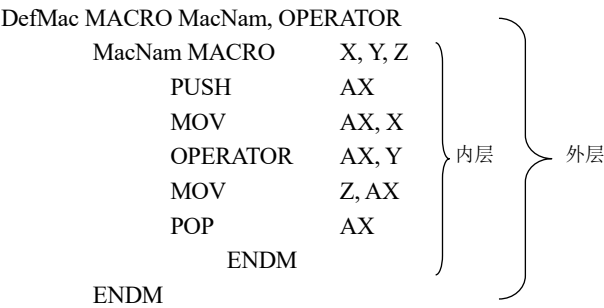 DefMac MACRO MacNam, OPERATOR
MacNam MACRO X, Y, Z
PUSH AX
MOV AX, X
OPERATOR AX, Y
MOV Z, AX
POP AX
ENDM
ENDM
内层
外层